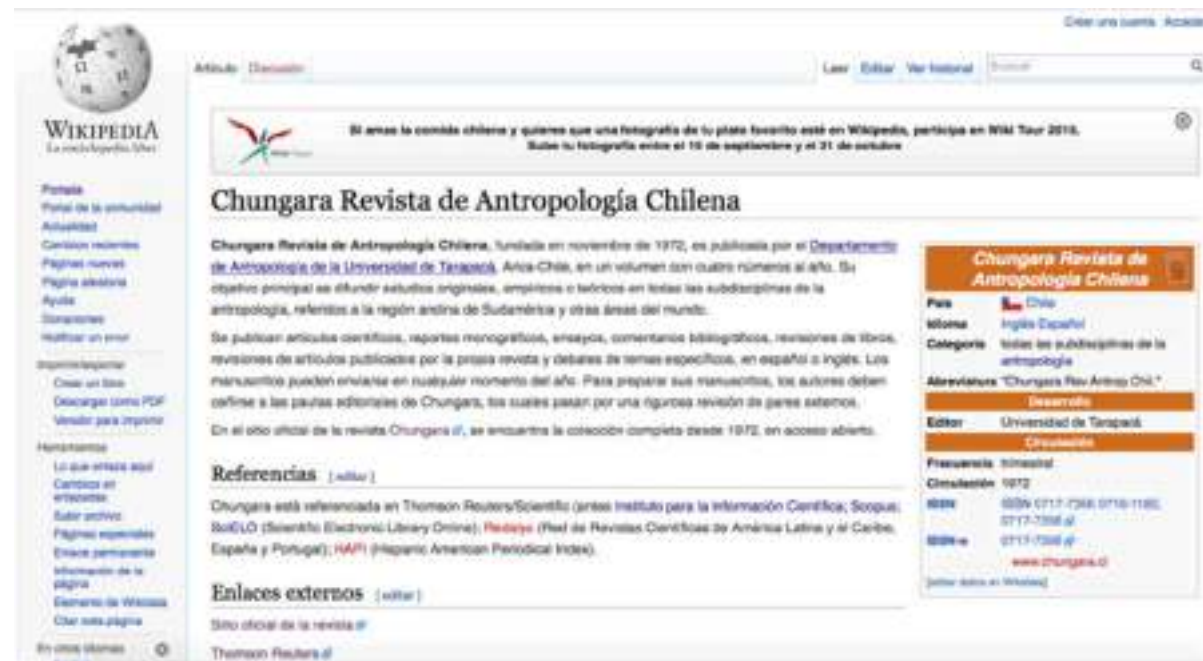 Crear una cuenta Acceder
Artículo Discusión
Leer Editar Ver historial Buscar
WIKIPEDIA
La enciclopedia libre
Si amas la comida chilena y quieres que una fotografía de tu plato favorito esté en Wikipedia, participa en Wiki Tour 2015.
Sube tu fotografía entre el 15 de septiembre y el 31 de octubre
Portada
Portal de la comunidad
Actualidad
Cambios recientes
Páginas nuevas
Página aleatoria
Ayuda
Donaciones
Notificar un error
Imprimir/exportar
Crear un libro
Descargar como PDF
Versión para imprimir
Herramientas
Lo que enlaza aquí
Cambios en
enlazadas
Subir archivo
Páginas especiales
Enlace permanente
Información de la
página
Elemento de Wikidata
Citar esta página
En otros idiomas
Chungara Revista de Antropología Chilena
Chungara Revista de Antropología Chilena, fundada en noviembre de 1972, es publicada por el Departamento
de Antropología de la Universidad de Tarapacá, Arica-Chile, en un volumen con cuatro números al año. Su
objetivo principal es difundir estudios originales, empíricos o teóricos en todas las subdisciplinas de la
antropología, referidos a la región andina de Sudamérica y otras áreas del mundo.
Se publican artículos científicos, reportes monográficos, ensayos, comentarios bibliográficos, revisiones de libros,
revisiones de artículos publicados por la propia revista y debates de temas específicos, en español o inglés. Los
manuscritos pueden enviarse en cualquier momento del año. Para preparar sus manuscritos, los autores deben
ceñirse a las pautas editoriales de Chungara, los cuales pasan por una rigurosa revisión de pares externos.
En el sitio oficial de la revista Chungara, se encuentra la colección completa desde 1972, en acceso abierto.
Referencias [editar]
Chungara está referenciada en Thomson Reuters/Scientific (antes Instituto para la Información Científica; Scopus;
SciELO (Scientific Electronic Library Online); Redalyc (Red de Revistas Científicas de América Latina y el Caribe,
España y Portugal); HAPI (Hispanic American Periodical Index).
Enlaces externos [editar]
Sitio oficial de la revista
Thomson Reuters
Chungara Revista de
Antropología Chilena
País Chile
Idioma Inglés Español
Categoría todas las subdisciplinas de la
antropología
Abreviatura "Chungara Rev Antrop Chil."
Desarrollo
Editor Universidad de Tarapacá
Circulación
Frecuencia trimestral
Circulación 1972
ISSN
0717-7356
ISSN-e 0717-7356
www.chungara.cl
[editar datos en Wikidata]